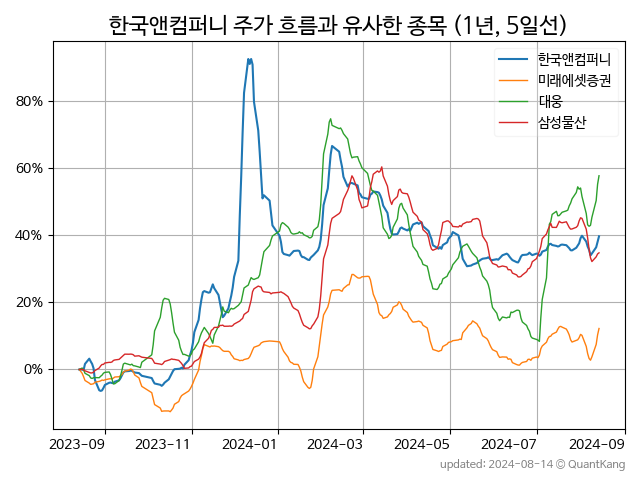 한국앤컴퍼니 주가 흐름과 유사한 종목 (1년, 5일선)
한국앤컴퍼니
미래에셋증권
대웅
삼성물산
80%
60%
40%
20%
0%
2023-09 2023-11 2024-01 2024-03 2024-05 2024-07 2024-09
updated: 2024-08-14 © QuantKang